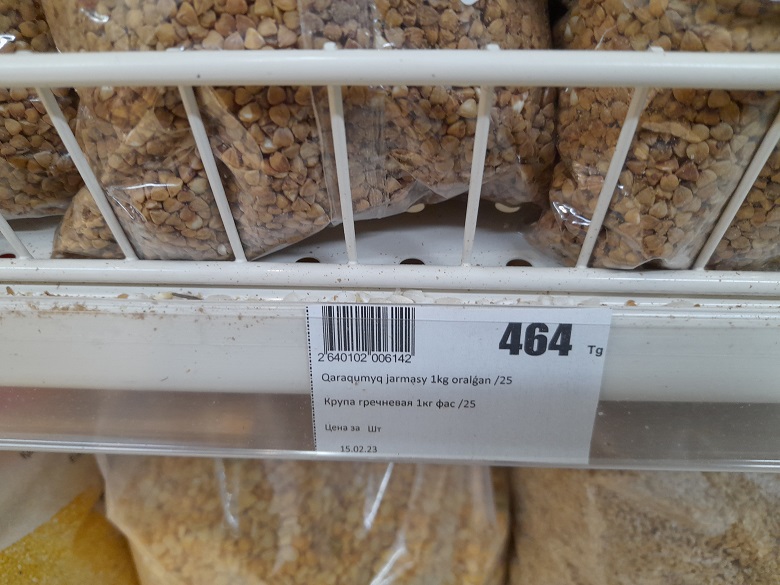 464 Tg
2 640102 006142
Qaraqumyq jarmasy 1kg oralǵan /25
Крупа гречневая 1кг фас /25
Цена за Шт
15.02.23